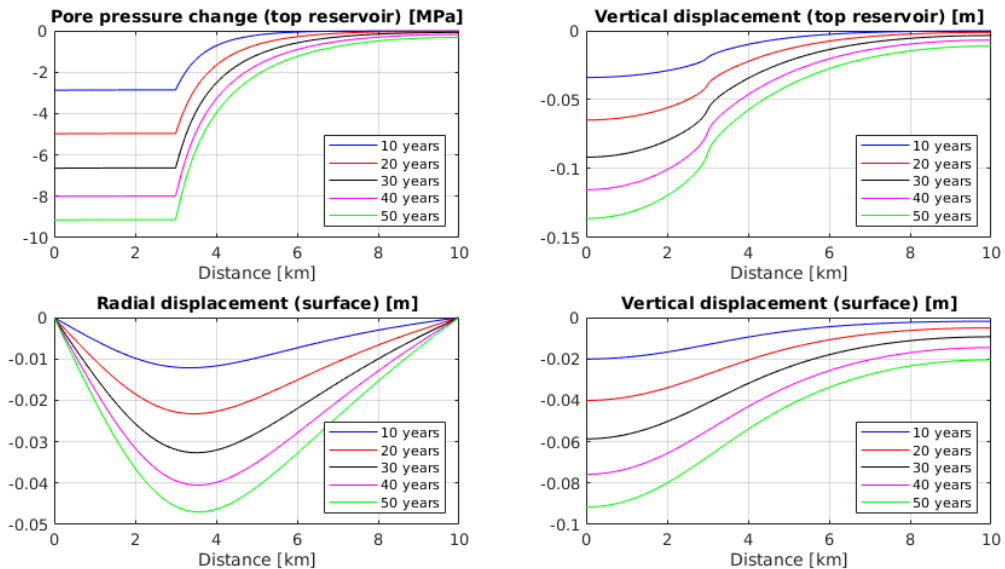 Pore pressure change (top reservoir) [MPa]
0
-2
-4
-6
-8
-10
10 years
20 years
30 years
40 years
50 years
0 2 4 6 8 10
Distance [km]
Vertical displacement (top reservoir) [m]
0
-0.05
-0.1
-0.15
10 years
20 years
30 years
40 years
50 years
0 2 4 6 8 10
Distance [km]
Radial displacement (surface) [m]
0
-0.01
-0.02
-0.03
-0.04
-0.05
10 years
20 years
30 years
40 years
50 years
0 2 4 6 8 10
Distance [km]
Vertical displacement (surface) [m]
0
-0.02
-0.04
-0.06
-0.08
-0.1
10 years
20 years
30 years
40 years
50 years
0 2 4 6 8 10
Distance [km]